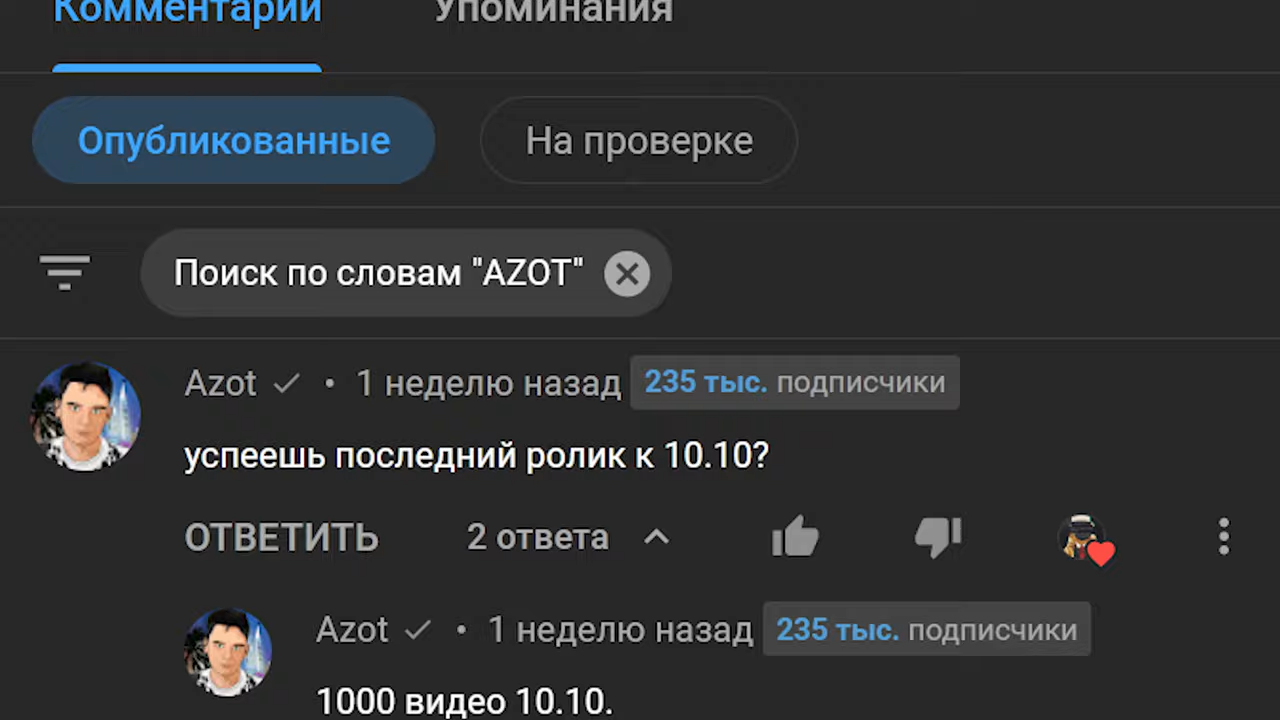 Комментарии Упоминания
Опубликованные На проверке
Поиск по словам "AZOT"
Azot • 1 неделю назад 235 тыс. подписчики
успеешь последний ролик к 10.10?
ОТВЕТИТЬ 2 ответа
Azot • 1 неделю назад 235 тыс. подписчики
1000 видео 10.10.